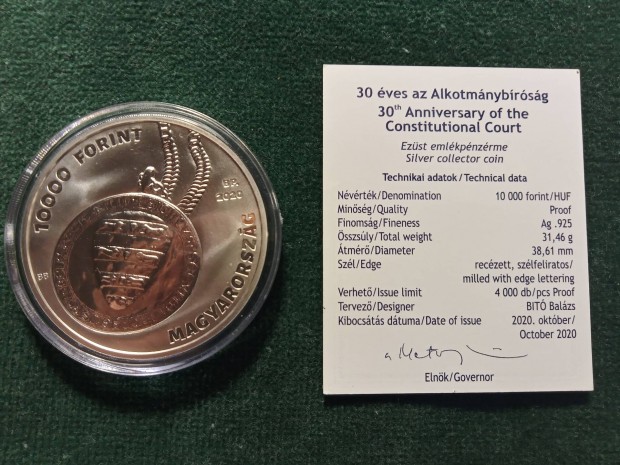 10000 FORINT
BP.
2020
BB
MAGYARORSZÁG
30 éves az Alkotmánybíróság
30th Anniversary of the
Constitutional Court
Ezüst emlékpénzérme
Silver collector coin
Technikai adatok/Technical data
Névérték/Denomination 10 000 forint/HUF
Minőség/Quality Proof
Finomság/Fineness Ag .925
Összsúly/Total weight 31,46 g
Átmérő/Diameter 38,61 mm
Szél/Edge recézett, szélfeliratos/
milled with edge lettering
Verhető/Issue limit 4 000 db/pcs Proof
Tervező/Designer BITÓ Balázs
Kibocsátás dátuma/Date of issue 2020. október/
October 2020
Elnök/Governor